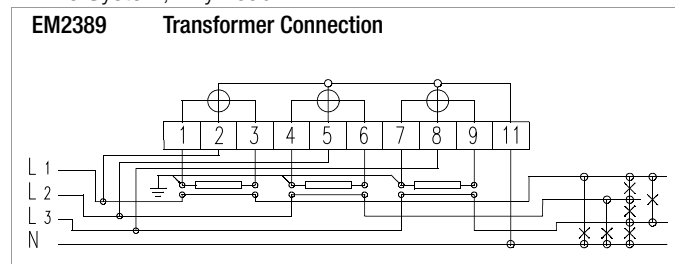 EM2389 Transformer Connection
1 2 3 4 5 6 7 8 9 11
L 1
L 2
L 3
N